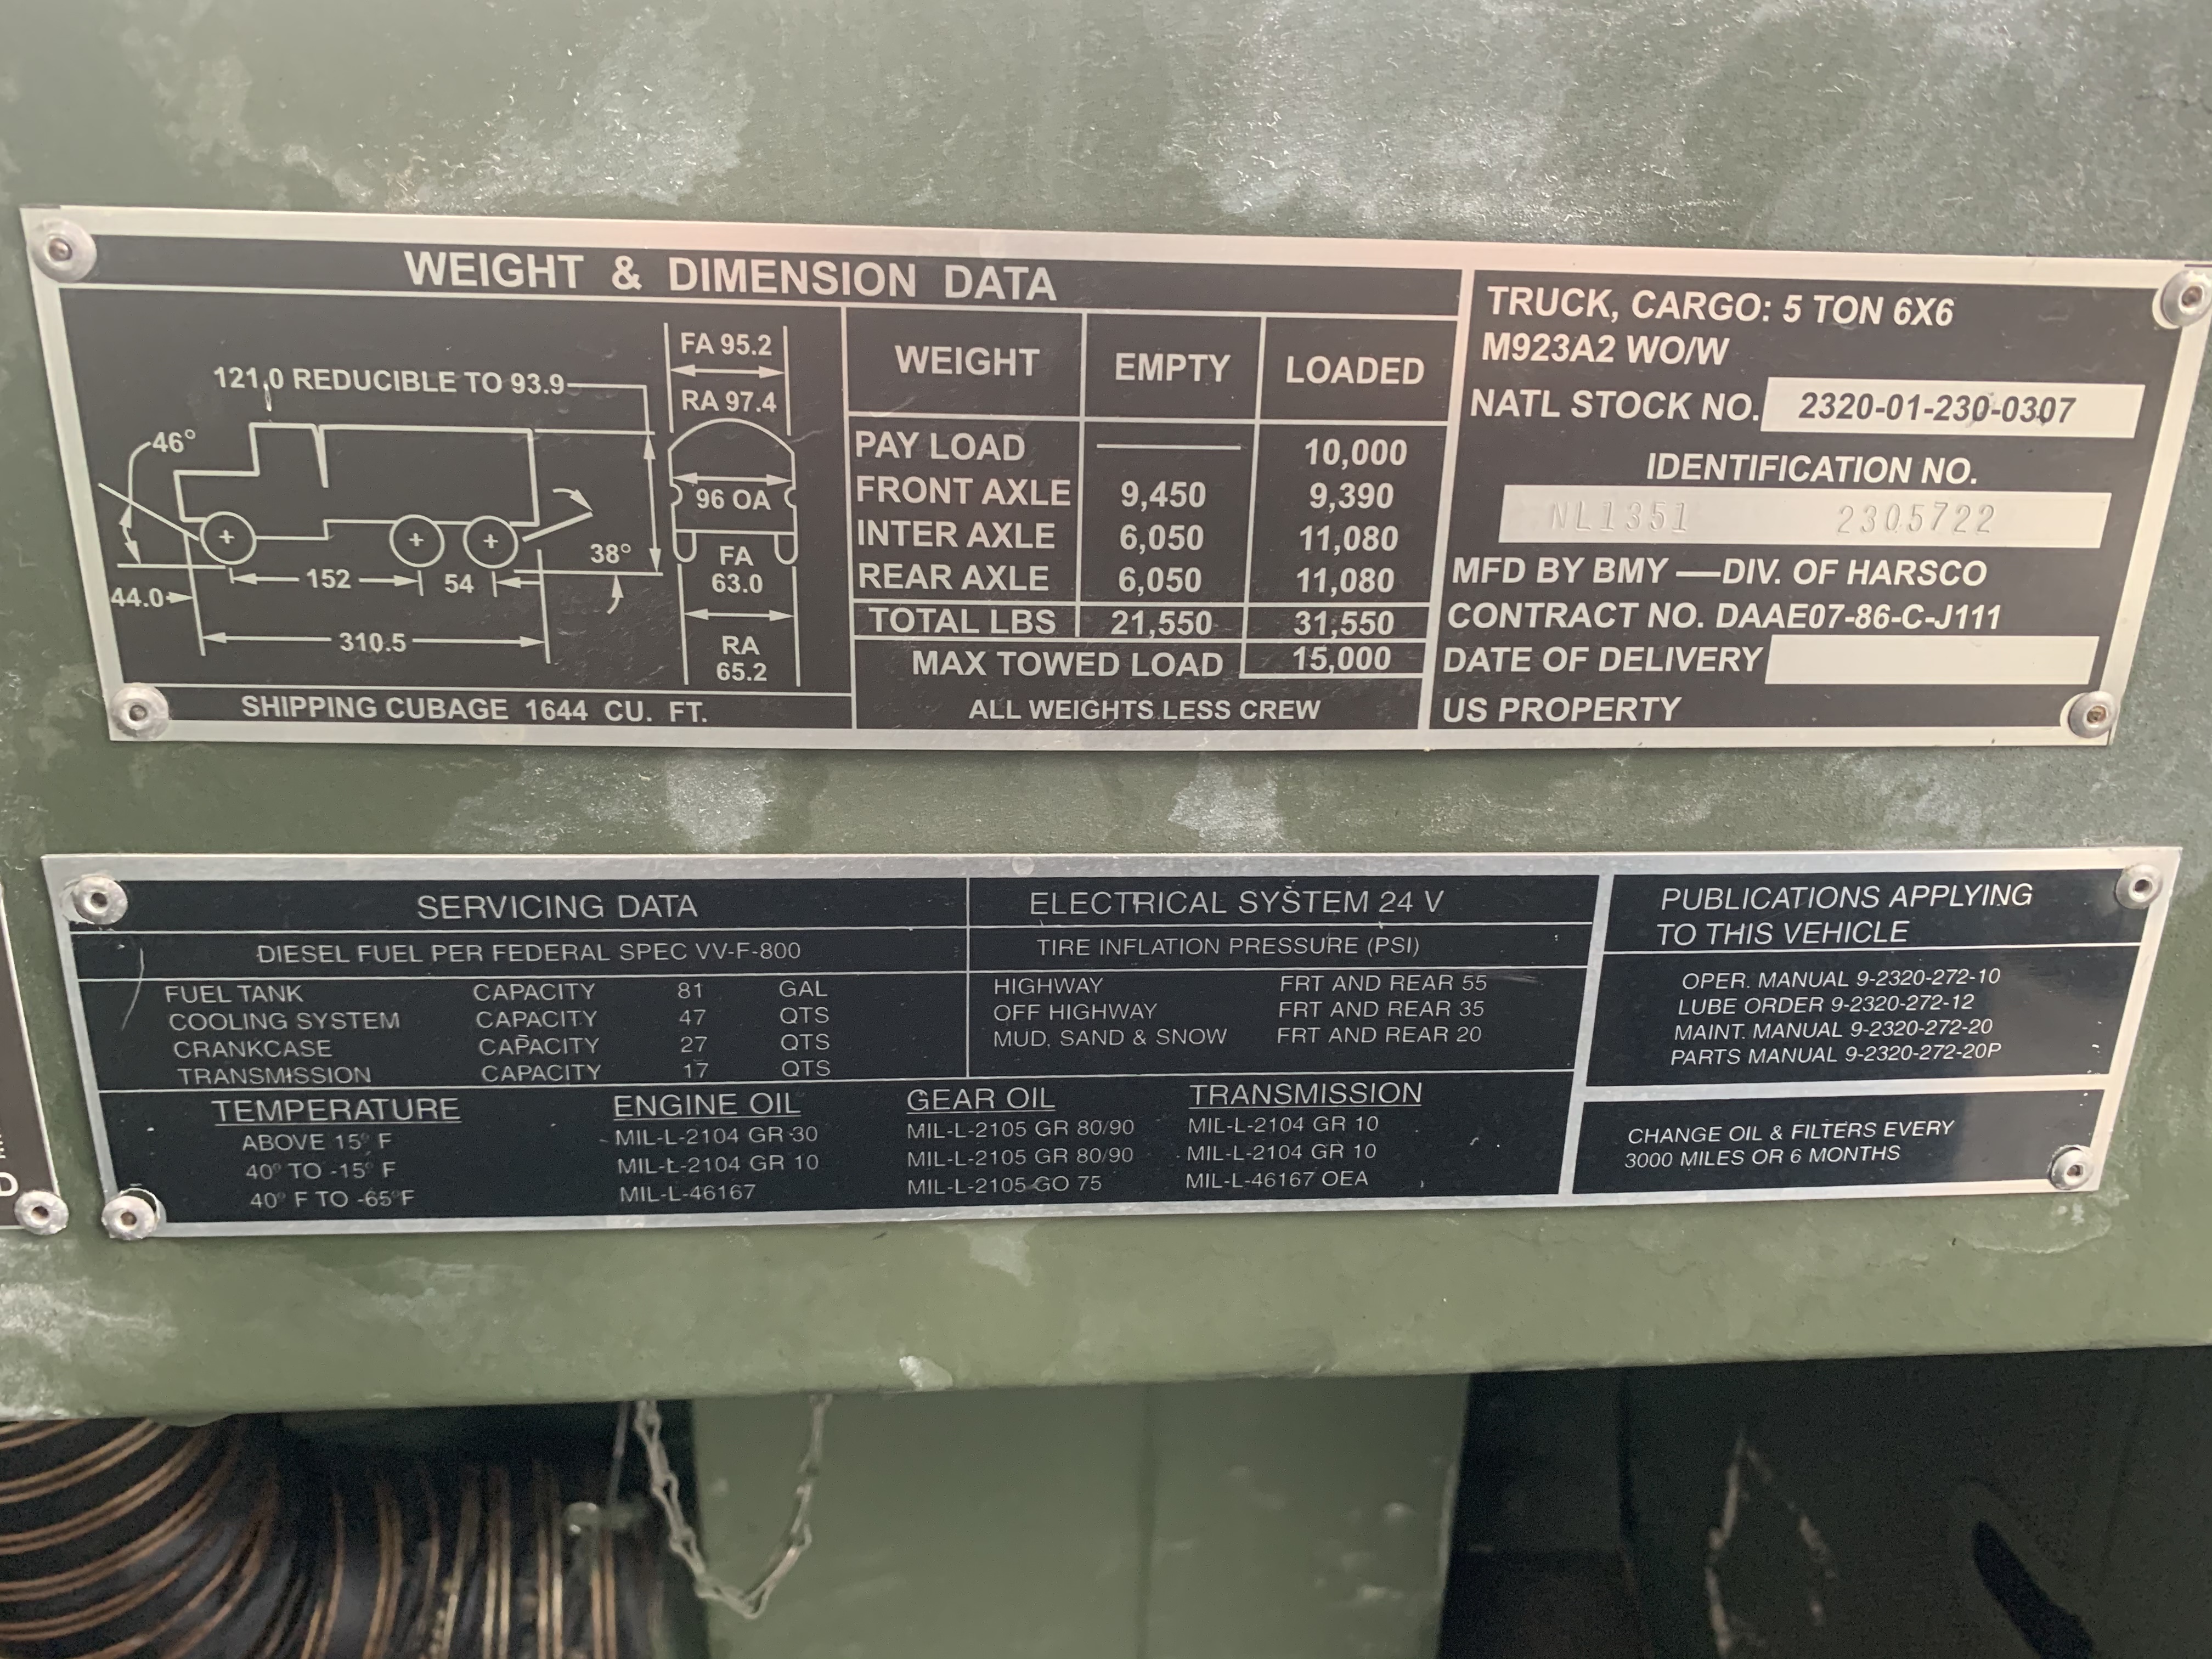 WEIGHT & DIMENSION DATA
121.0 REDUCIBLE TO 93.9
46°
38°
152
54
44.0
310.5
FA 95.2
RA 97.4
96 OA
FA
63.0
RA
65.2
SHIPPING CUBAGE 1644 CU. FT.
WEIGHT EMPTY LOADED
PAY LOAD 10,000
FRONT AXLE 9,450 9,390
INTER AXLE 6,050 11,080
REAR AXLE 6,050 11,080
TOTAL LBS 21,550 31,550
MAX TOWED LOAD 15,000
ALL WEIGHTS LESS CREW
TRUCK, CARGO: 5 TON 6X6
M923A2 WO/W
NATL STOCK NO. 2320-01-230-0307
IDENTIFICATION NO.
NL1351 2305722
MFD BY BMY —DIV. OF HARSCO
CONTRACT NO. DAAE07-86-C-J111
DATE OF DELIVERY
US PROPERTY
SERVICING DATA
DIESEL FUEL PER FEDERAL SPEC VV-F-800
FUEL TANK CAPACITY 81 GAL
COOLING SYSTEM CAPACITY 47 QTS
CRANKCASE CAPACITY 27 QTS
TRANSMISSION CAPACITY 17 QTS
ELECTRICAL SYSTEM 24 V
TIRE INFLATION PRESSURE (PSI)
HIGHWAY FRT AND REAR 55
OFF HIGHWAY FRT AND REAR 35
MUD, SAND & SNOW FRT AND REAR 20
TEMPERATURE ENGINE OIL GEAR OIL TRANSMISSION
ABOVE 15° F MIL-L-2104 GR 30 MIL-L-2105 GR 80/90 MIL-L-2104 GR 10
40° TO -15° F MIL-L-2104 GR 10 MIL-L-2105 GR 80/90 MIL-L-2104 GR 10
40° F TO -65°F MIL-L-46167 MIL-L-2105 GO 75 MIL-L-46167 OEA
PUBLICATIONS APPLYING
TO THIS VEHICLE
OPER. MANUAL 9-2320-272-10
LUBE ORDER 9-2320-272-12
MAINT. MANUAL 9-2320-272-20
PARTS MANUAL 9-2320-272-20P
CHANGE OIL & FILTERS EVERY
3000 MILES OR 6 MONTHS